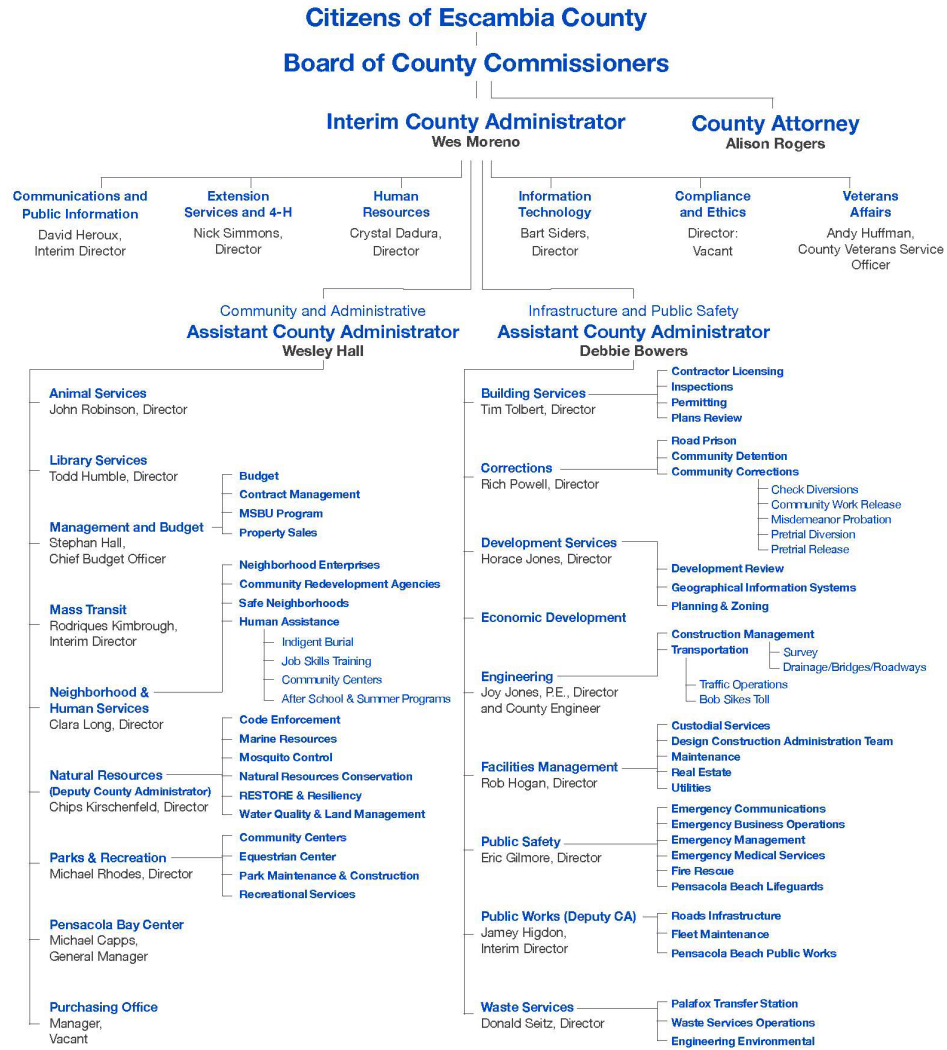 Citizens of Escambia County
Board of County Commissioners
Interim County Administrator
Wes Moreno
County Attorney
Alison Rogers
Communications and
Public Information
David Heroux,
Interim Director
Extension
Services and 4-H
Nick Simmons,
Director
Human
Resources
Crystal Dadura,
Director
Information
Technology
Bart Siders,
Director
Compliance
and Ethics
Director:
Vacant
Veterans
Affairs
Andy Huffman,
County Veterans Service
Officer
Community and Administrative
Assistant County Administrator
Wesley Hall
Animal Services
John Robinson, Director
Library Services
Todd Humble, Director
Management and Budget
Stephan Hall,
Chief Budget Officer
Budget
Contract Management
MSBU Program
Property Sales
Mass Transit
Rodriques Kimbrough,
Interim Director
Neighborhood &
Human Services
Clara Long, Director
Neighborhood Enterprises
Community Redevelopment Agencies
Safe Neighborhoods
Human Assistance
Indigent Burial
Job Skills Training
Community Centers
After School & Summer Programs
Natural Resources
(Deputy County Administrator)
Chips Kirschenfeld, Director
Code Enforcement
Marine Resources
Mosquito Control
Natural Resources Conservation
RESTORE & Resiliency
Water Quality & Land Management
Parks & Recreation
Michael Rhodes, Director
Community Centers
Equestrian Center
Park Maintenance & Construction
Recreational Services
Pensacola Bay Center
Michael Capps,
General Manager
Purchasing Office
Manager,
Vacant
Infrastructure and Public Safety
Assistant County Administrator
Debbie Bowers
Building Services
Tim Tolbert, Director
Contractor Licensing
Inspections
Permitting
Plans Review
Corrections
Rich Powell, Director
Road Prison
Community Detention
Community Corrections
Check Diversions
Community Work Release
Misdemeanor Probation
Pretrial Diversion
Pretrial Release
Development Services
Horace Jones, Director
Development Review
Geographical Information Systems
Planning & Zoning
Economic Development
Engineering
Joy Jones, P.E., Director
and County Engineer
Construction Management
Transportation
Survey
Drainage/Bridges/Roadways
Traffic Operations
Bob Sikes Toll
Facilities Management
Rob Hogan, Director
Custodial Services
Design Construction Administration Team
Maintenance
Real Estate
Utilities
Public Safety
Eric Gilmore, Director
Emergency Communications
Emergency Business Operations
Emergency Management
Emergency Medical Services
Fire Rescue
Pensacola Beach Lifeguards
Public Works (Deputy CA)
Jamey Higdon,
Interim Director
Roads Infrastructure
Fleet Maintenance
Pensacola Beach Public Works
Waste Services
Donald Seitz, Director
Palafox Transfer Station
Waste Services Operations
Engineering Environmental